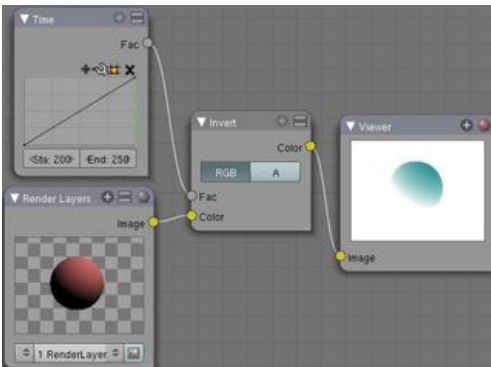 Time
Fac
Sta: 200
End: 250
Render Layers
Image
1 RenderLayer
Invert
Color
RGB
A
Fac
Color
Viewer
Image